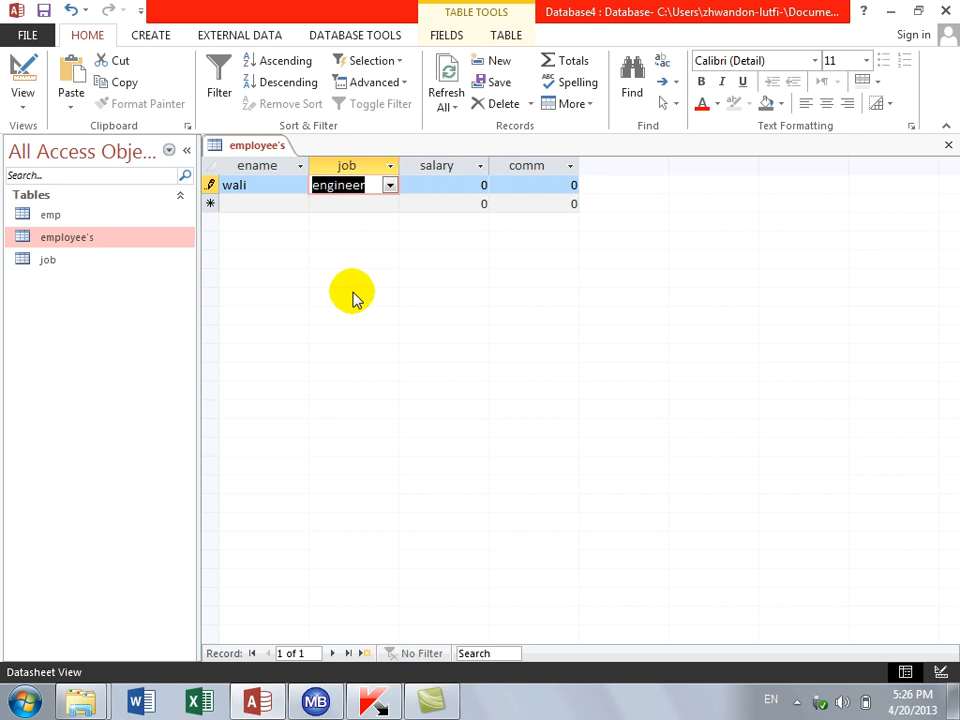 TABLE TOOLS
Database4 : Database- C:\Users\zhwandon-lutfi-\Docume...
?
FILE
HOME
CREATE
EXTERNAL DATA
DATABASE TOOLS
FIELDS
TABLE
Sign in
View
Views
Paste
Cut
Copy
Format Painter
Clipboard
Filter
Ascending
Descending
Remove Sort
Selection
Advanced
Toggle Filter
Sort & Filter
Refresh
All
New
Save
Delete
Totals
Spelling
More
Records
Find
Find
Calibri (Detail)
11
B I U
A
Text Formatting
All Access Obje...
Search...
Tables
emp
employee's
job
employee's
ename job salary comm
wali engineer 0 0
0 0
Record: 1 of 1 No Filter Search
Datasheet View
EN
5:26 PM
4/20/2013